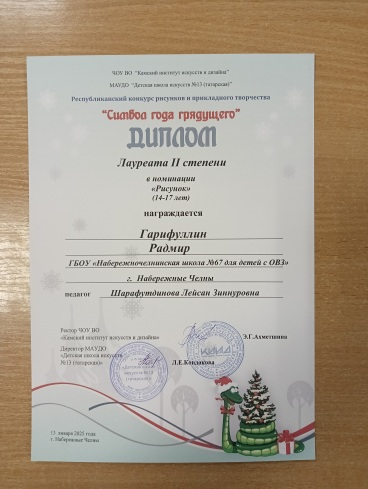 ЧОУ ВО "Камский институт искусств и дизайна"
МАУДО "Детская школа искусств №13 (татарская)"
Республиканский конкурс рисунков и прикладного творчества
"Символ года грядущего"
ДИПЛОМ
Лауреата II степени
в номинации
«Рисунок»
(14-17 лет)
награждается
Гарифуллин
Радмир
ГБОУ «Набережночелнинская школа №67 для детей с ОВЗ»
г. Набережные Челны
педагог Шарафутдинова Лейсан Зиннуровна
Ректор ЧОУ ВО
«Камский институт искусств и дизайна» Э.Г.Ахметшина
Директор МАУДО
«Детская школа искусств
№13 (татарская)» Л.Е.Кондакова
г. Набережные Челны